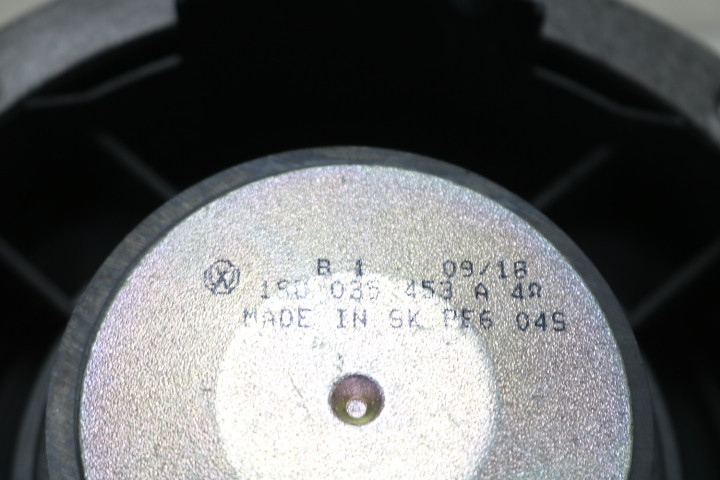 B 1 09/18
1S0 035 453 A 4Ω
MADE IN SK PE6 04S